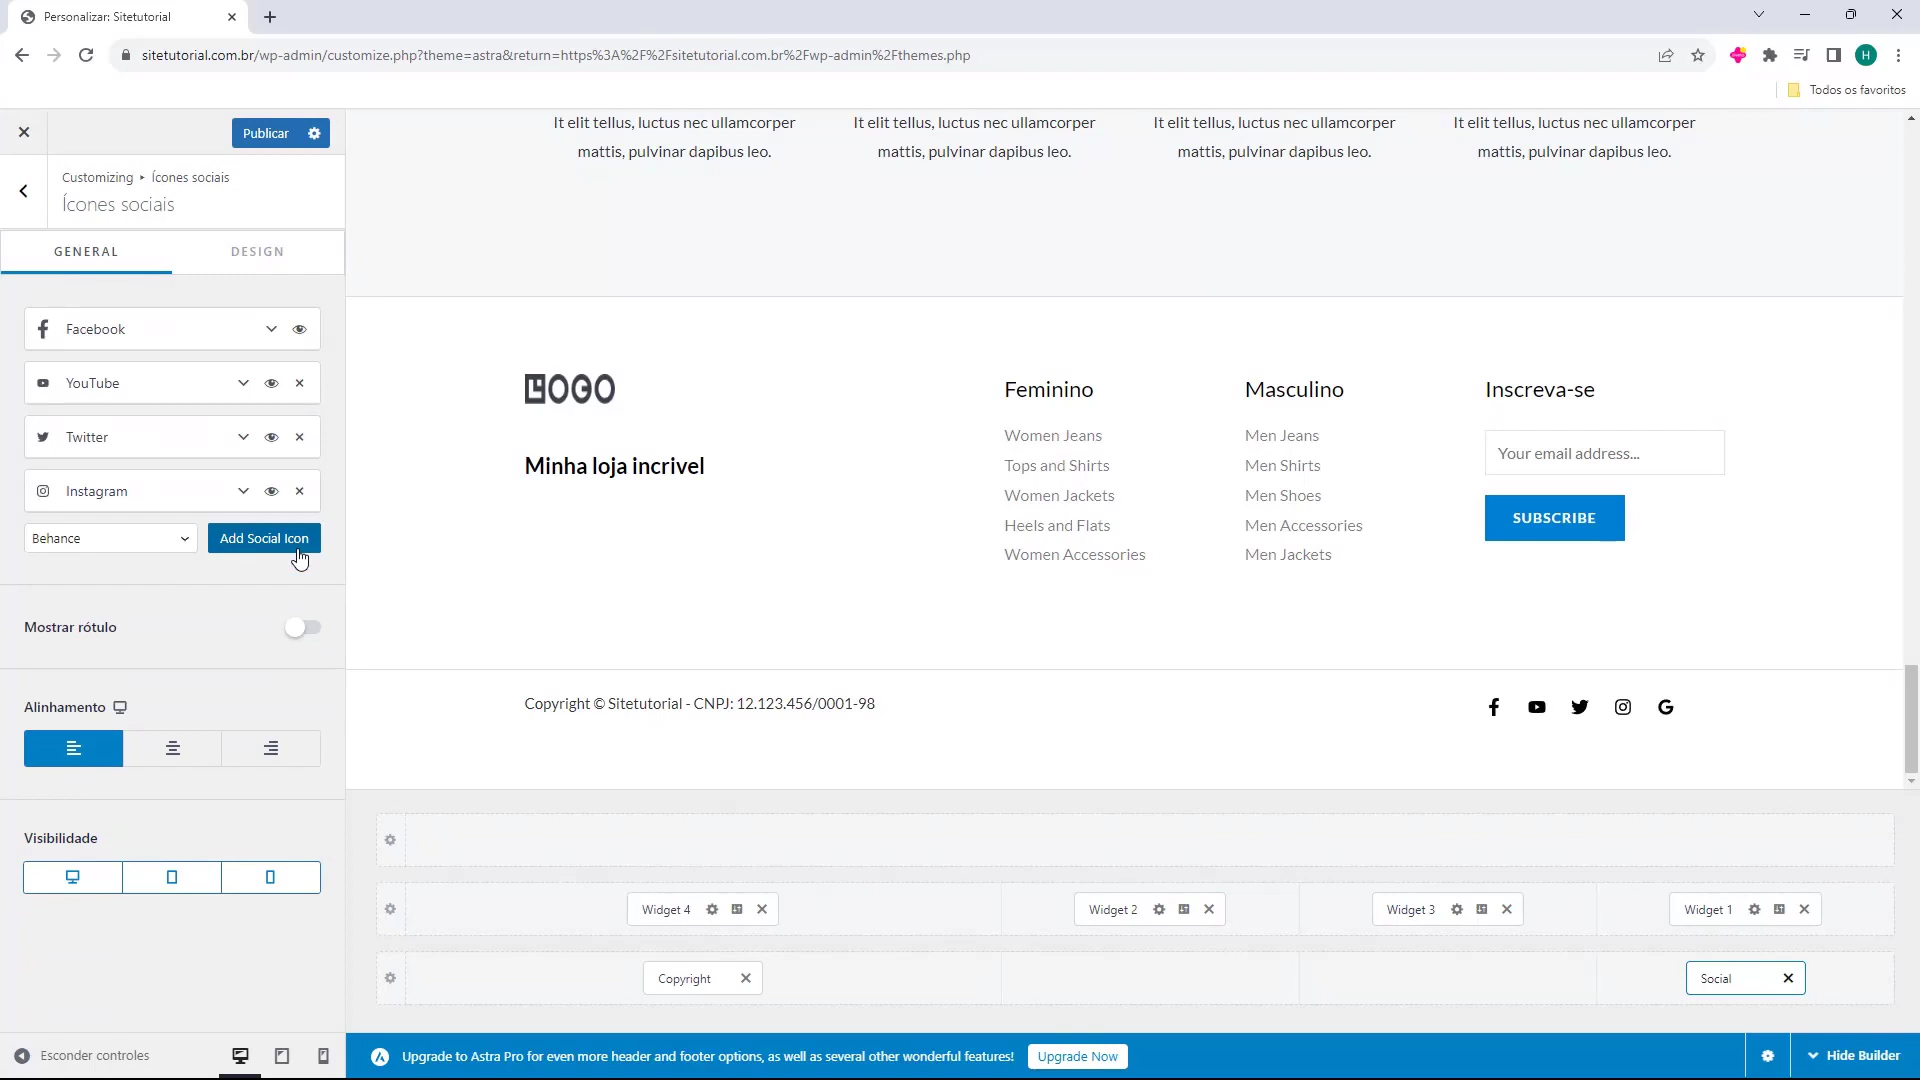 Personalizar: Sitetutorial
sitetutorial.com.br/wp-admin/customize.php?theme=astra&return=https%3A%2F%2Fsitetutorial.com.br%2Fwp-admin%2Fthemes.php
H
Todos os favoritos
Publicar
Customizing ▸ Ícones sociais
Ícones sociais
GENERAL
DESIGN
Facebook
YouTube
Twitter
Instagram
Behance
Add Social Icon
Mostrar rótulo
Alinhamento
Visibilidade
Esconder controles
It elit tellus, luctus nec ullamcorper
mattis, pulvinar dapibus leo.
It elit tellus, luctus nec ullamcorper
mattis, pulvinar dapibus leo.
It elit tellus, luctus nec ullamcorper
mattis, pulvinar dapibus leo.
It elit tellus, luctus nec ullamcorper
mattis, pulvinar dapibus leo.
LOGO
Minha loja incrivel
Feminino
Women Jeans
Tops and Shirts
Women Jackets
Heels and Flats
Women Accessories
Masculino
Men Jeans
Men Shirts
Men Shoes
Men Accessories
Men Jackets
Inscreva-se
Your email address...
SUBSCRIBE
Copyright © Sitetutorial - CNPJ: 12.123.456/0001-98
Widget 4
Widget 2
Widget 3
Widget 1
Copyright
Social
Upgrade to Astra Pro for even more header and footer options, as well as several other wonderful features!
Upgrade Now
Hide Builder